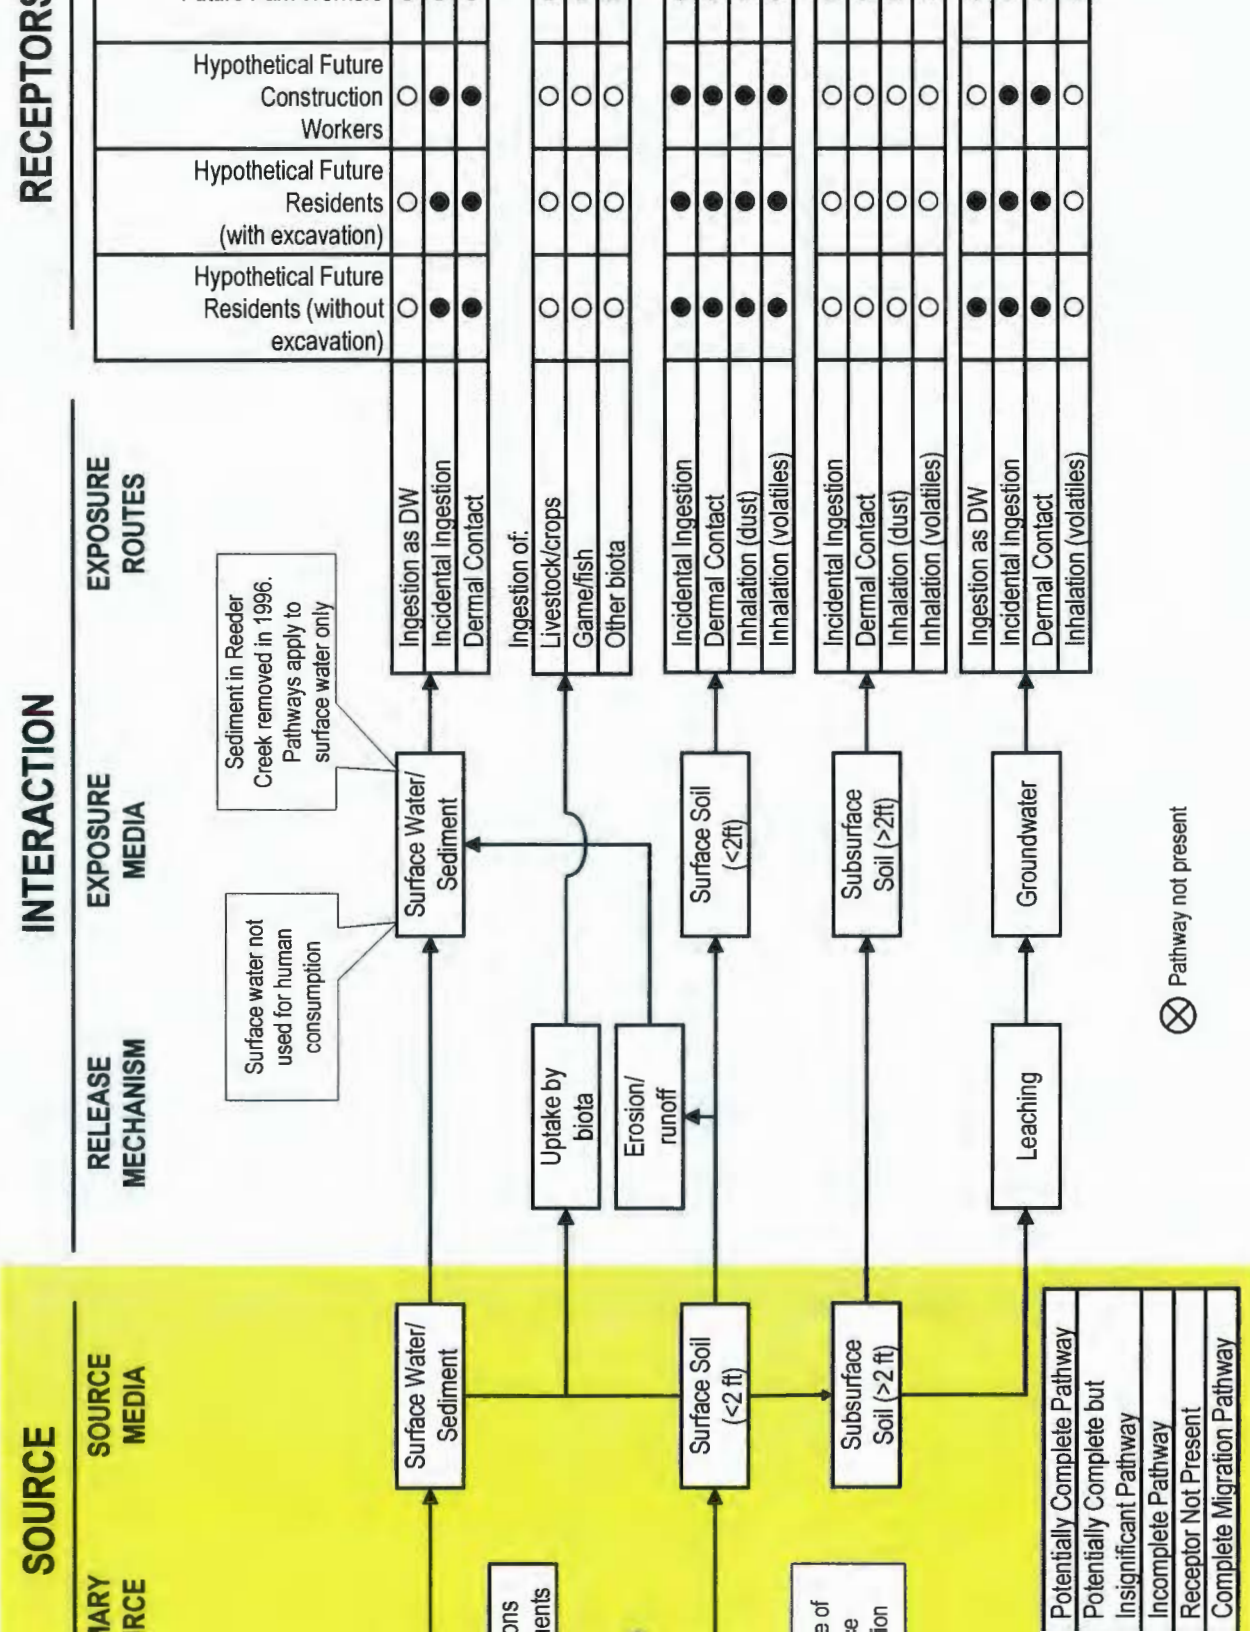 SOURCE
INTERACTION
RECEPTORS
SOURCE
MEDIA
RELEASE
MECHANISM
EXPOSURE
MEDIA
EXPOSURE
ROUTES
Hypothetical Future
Residents (without
excavation)
Hypothetical Future
Residents
(with excavation)
Hypothetical Future
Construction
Workers
Surface water not
used for human
consumption
Sediment in Reeder
Creek removed in 1996.
Pathways apply to
surface water only
Surface Water/
Sediment
Surface Water/
Sediment
Ingestion as DW
Incidental Ingestion
Dermal Contact
Uptake by
biota
Ingestion of:
Livestock/crops
Game/fish
Other biota
Erosion/
runoff
Surface Soil
(<2 ft)
Surface Soil
(<2ft)
Incidental Ingestion
Dermal Contact
Inhalation (dust)
Inhalation (volatiles)
Subsurface
Soil (>2 ft)
Subsurface
Soil (>2ft)
Incidental Ingestion
Dermal Contact
Inhalation (dust)
Inhalation (volatiles)
Leaching
Groundwater
Ingestion as DW
Incidental Ingestion
Dermal Contact
Inhalation (volatiles)
Potentially Complete Pathway
Potentially Complete but
Insignificant Pathway
Incomplete Pathway
Receptor Not Present
Complete Migration Pathway
Pathway not present